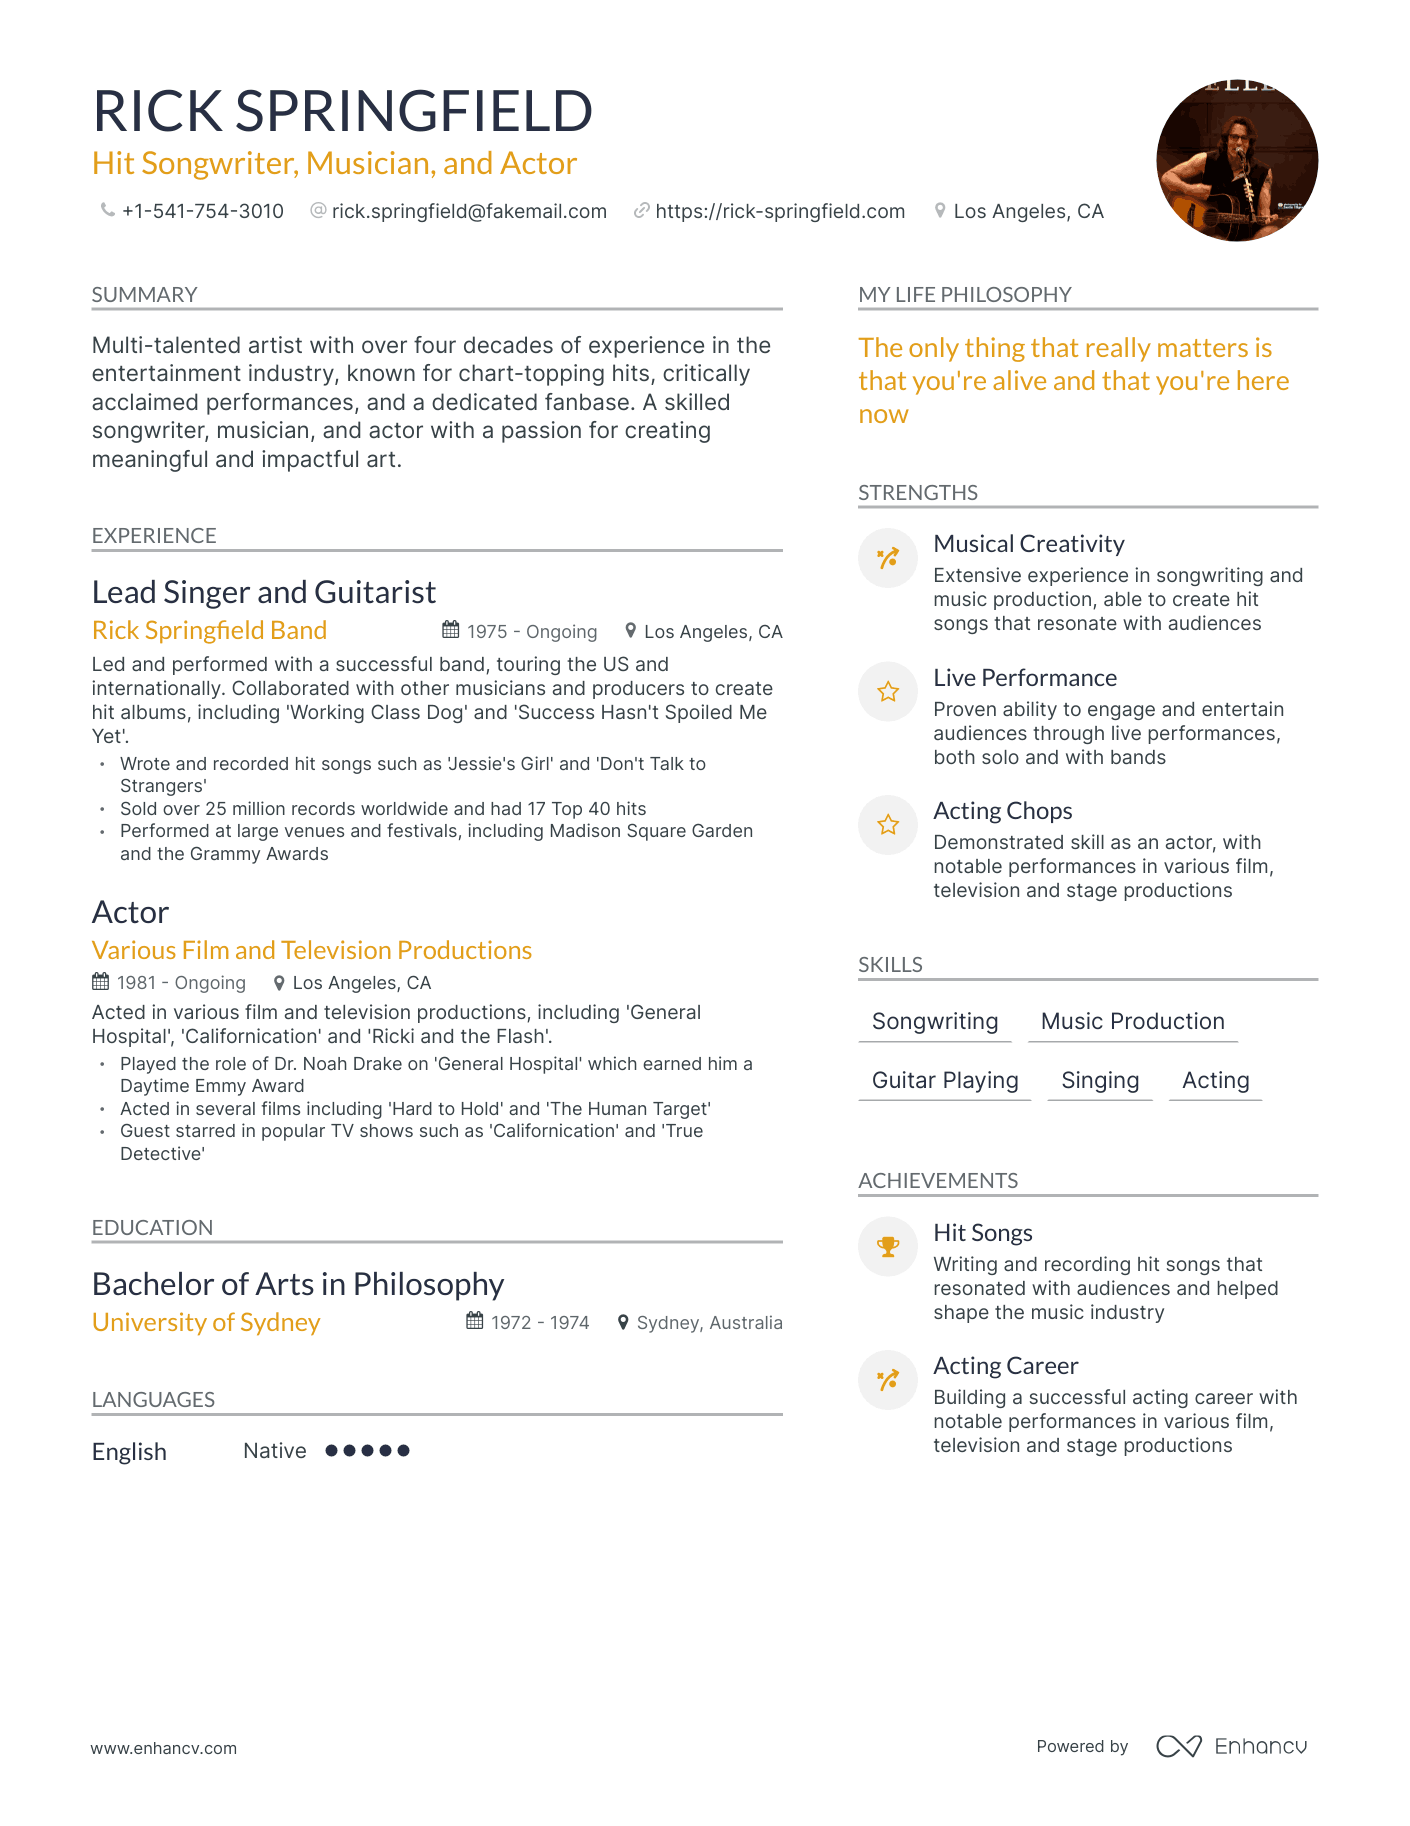 RICK SPRINGFIELD
Hit Songwriter, Musician, and Actor
+1-541-754-3010 rick.springfield@fakemail.com https://rick-springfield.com Los Angeles, CA
SUMMARY
Multi-talented artist with over four decades of experience in the
entertainment industry, known for chart-topping hits, critically
acclaimed performances, and a dedicated fanbase. A skilled
songwriter, musician, and actor with a passion for creating
meaningful and impactful art.
EXPERIENCE
Lead Singer and Guitarist
Rick Springfield Band 1975 - Ongoing Los Angeles, CA
Led and performed with a successful band, touring the US and
internationally. Collaborated with other musicians and producers to create
hit albums, including 'Working Class Dog' and 'Success Hasn't Spoiled Me
Yet'.
• Wrote and recorded hit songs such as 'Jessie's Girl' and 'Don't Talk to
Strangers'
• Sold over 25 million records worldwide and had 17 Top 40 hits
• Performed at large venues and festivals, including Madison Square Garden
and the Grammy Awards
Actor
Various Film and Television Productions
1981 - Ongoing Los Angeles, CA
Acted in various film and television productions, including 'General
Hospital', 'Californication' and 'Ricki and the Flash'.
• Played the role of Dr. Noah Drake on 'General Hospital' which earned him a
Daytime Emmy Award
• Acted in several films including 'Hard to Hold' and 'The Human Target'
• Guest starred in popular TV shows such as 'Californication' and 'True
Detective'
EDUCATION
Bachelor of Arts in Philosophy
University of Sydney 1972 - 1974 Sydney, Australia
LANGUAGES
English Native
MY LIFE PHILOSOPHY
The only thing that really matters is
that you're alive and that you're here
now
STRENGTHS
Musical Creativity
Extensive experience in songwriting and
music production, able to create hit
songs that resonate with audiences
Live Performance
Proven ability to engage and entertain
audiences through live performances,
both solo and with bands
Acting Chops
Demonstrated skill as an actor, with
notable performances in various film,
television and stage productions
SKILLS
Songwriting Music Production
Guitar Playing Singing Acting
ACHIEVEMENTS
Hit Songs
Writing and recording hit songs that
resonated with audiences and helped
shape the music industry
Acting Career
Building a successful acting career with
notable performances in various film,
television and stage productions
www.enhancv.com
Powered by Enhancv